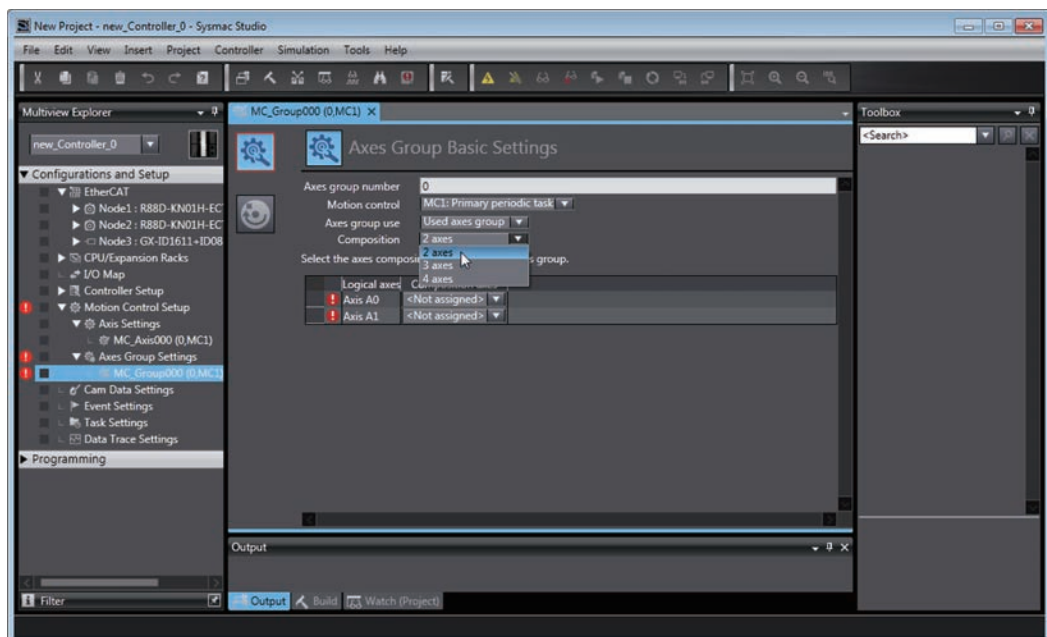 New Project - new_Controller_0 - Sysmac Studio
File Edit View Insert Project Controller Simulation Tools Help
Multiview Explorer
new_Controller_0
Configurations and Setup
EtherCAT
Node1 : R88D-KN01H-EC
Node2 : R88D-KN01H-EC
Node3 : GX-ID1611+ID08
CPU/Expansion Racks
I/O Map
Controller Setup
Motion Control Setup
Axis Settings
MC_Axis000 (0,MC1)
Axes Group Settings
MC_Group000 (0,MC1)
Cam Data Settings
Event Settings
Task Settings
Data Trace Settings
Programming
Filter
MC_Group000 (0,MC1)
Axes Group Basic Settings
Axes group number 0
Motion control MC1: Primary periodic task
Axes group use Used axes group
Composition 2 axes
2 axes
3 axes
4 axes
Select the axes composi s group.
Logical axes
Axis A0 <Not assigned>
Axis A1 <Not assigned>
Output
Output Build Watch (Project)
Toolbox
<Search>